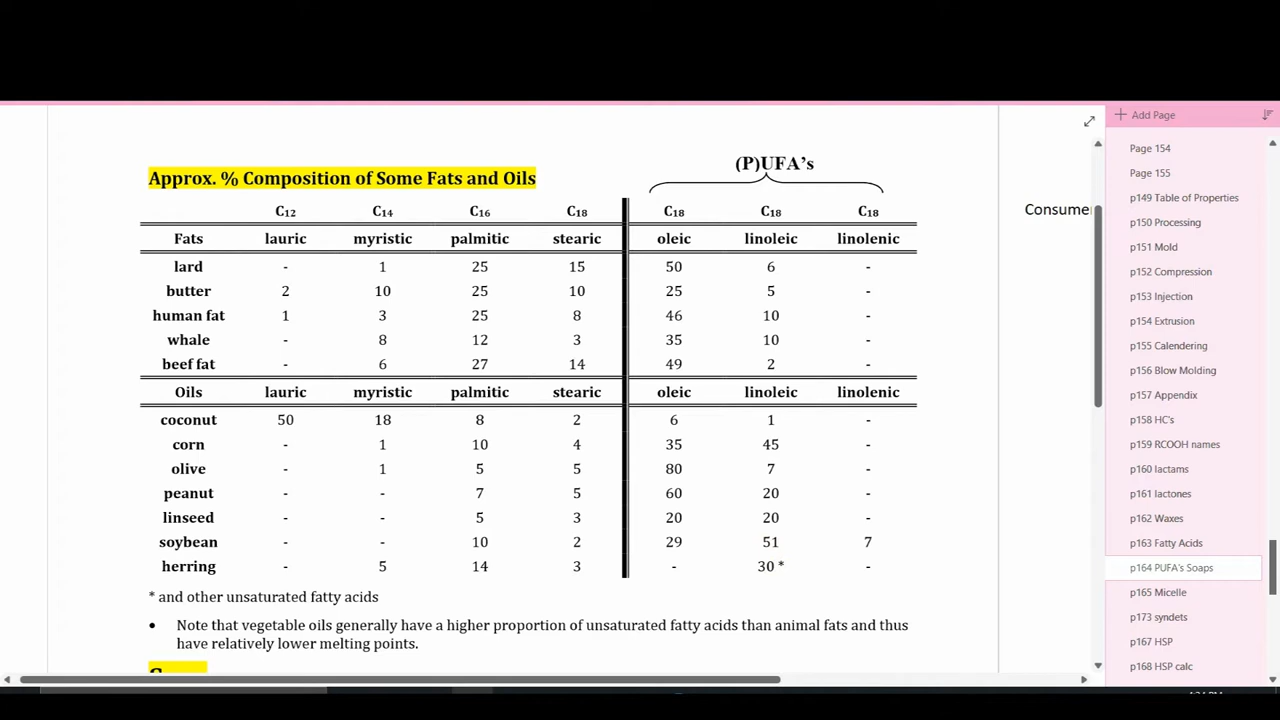 (P)UFA's
Approx. % Composition of Some Fats and Oils
C₁₂ C₁₄ C₁₆ C₁₈ C₁₈ C₁₈ C₁₈
Fats lauric myristic palmitic stearic oleic linoleic linolenic
lard - 1 25 15 50 6 -
butter 2 10 25 10 25 5 -
human fat 1 3 25 8 46 10 -
whale - 8 12 3 35 10 -
beef fat - 6 27 14 49 2 -
Oils lauric myristic palmitic stearic oleic linoleic linolenic
coconut 50 18 8 2 6 1 -
corn - 1 10 4 35 45 -
olive - 1 5 5 80 7 -
peanut - - 7 5 60 20 -
linseed - - 5 3 20 20 -
soybean - - 10 2 29 51 7
herring - 5 14 3 - 30 * -
* and other unsaturated fatty acids
• Note that vegetable oils generally have a higher proportion of unsaturated fatty acids than animal fats and thus
have relatively lower melting points.
Consumer
Add Page
Page 154
Page 155
p149 Table of Properties
p150 Processing
p151 Mold
p152 Compression
p153 Injection
p154 Extrusion
p155 Calendering
p156 Blow Molding
p157 Appendix
p158 HC's
p159 RCOOH names
p160 lactams
p161 lactones
p162 Waxes
p163 Fatty Acids
p164 PUFA's Soaps
p165 Micelle
p173 syndets
p167 HSP
p168 HSP calc